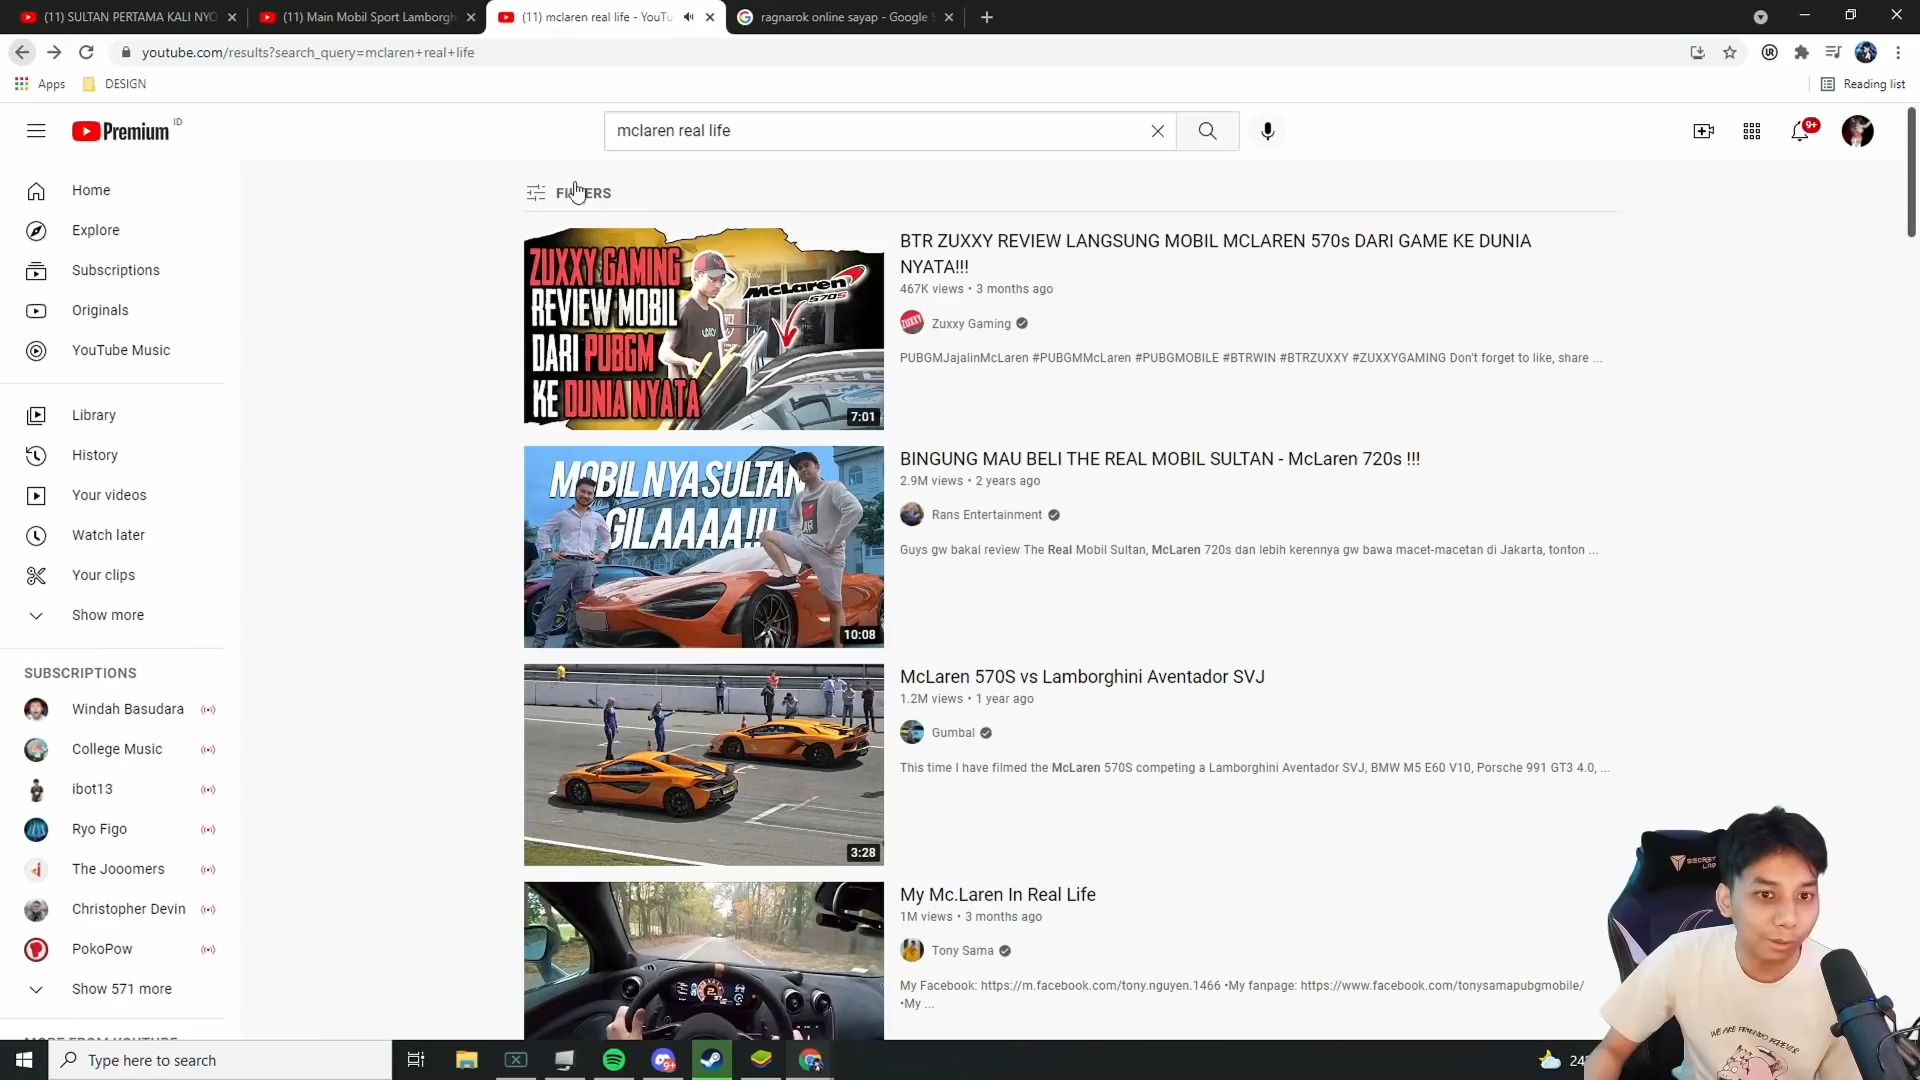 (11) SULTAN PERTAMA KALI NYO
(11) Main Mobil Sport Lamborgh
(11) mclaren real life - YouTu
ragnarok online sayap - Google S
youtube.com/results?search_query=mclaren+real+life
Apps
DESIGN
Reading list
Premium ID
mclaren real life
9+
Home
Explore
Subscriptions
Originals
YouTube Music
Library
History
Your videos
Watch later
Your clips
Show more
SUBSCRIPTIONS
Windah Basudara
College Music
ibot13
Ryo Figo
The Jooomers
Christopher Devin
PokoPow
Show 571 more
FILTERS
ZUXXY GAMING
REVIEW MOBIL
DARI PUBGM
KE DUNIA NYATA
McLaren
570S
7:01
BTR ZUXXY REVIEW LANGSUNG MOBIL MCLAREN 570s DARI GAME KE DUNIA
NYATA!!!
467K views • 3 months ago
ZUXXY
Zuxxy Gaming
PUBGMJajalinMcLaren #PUBGMMcLaren #PUBGMOBILE #BTRWIN #BTRZUXXY #ZUXXYGAMING Don't forget to like, share ...
MOBILNYA SULTAN
GILAAAA!!!
10:08
BINGUNG MAU BELI THE REAL MOBIL SULTAN - McLaren 720s !!!
2.9M views • 2 years ago
Rans Entertainment
Guys gw bakal review The Real Mobil Sultan, McLaren 720s dan lebih kerennya gw bawa macet-macetan di Jakarta, tonton ...
3:28
McLaren 570S vs Lamborghini Aventador SVJ
1.2M views • 1 year ago
Gumbal
This time I have filmed the McLaren 570S competing a Lamborghini Aventador SVJ, BMW M5 E60 V10, Porsche 991 GT3 4.0, ...
My Mc.Laren In Real Life
1M views • 3 months ago
Tony Sama
My Facebook: https://m.facebook.com/tony.nguyen.1466 •My fanpage: https://www.facebook.com/tonysamapubgmobile/
•My ...
SECRET
WE ARE FRIENDS FOREVER
Type here to search
9+
24